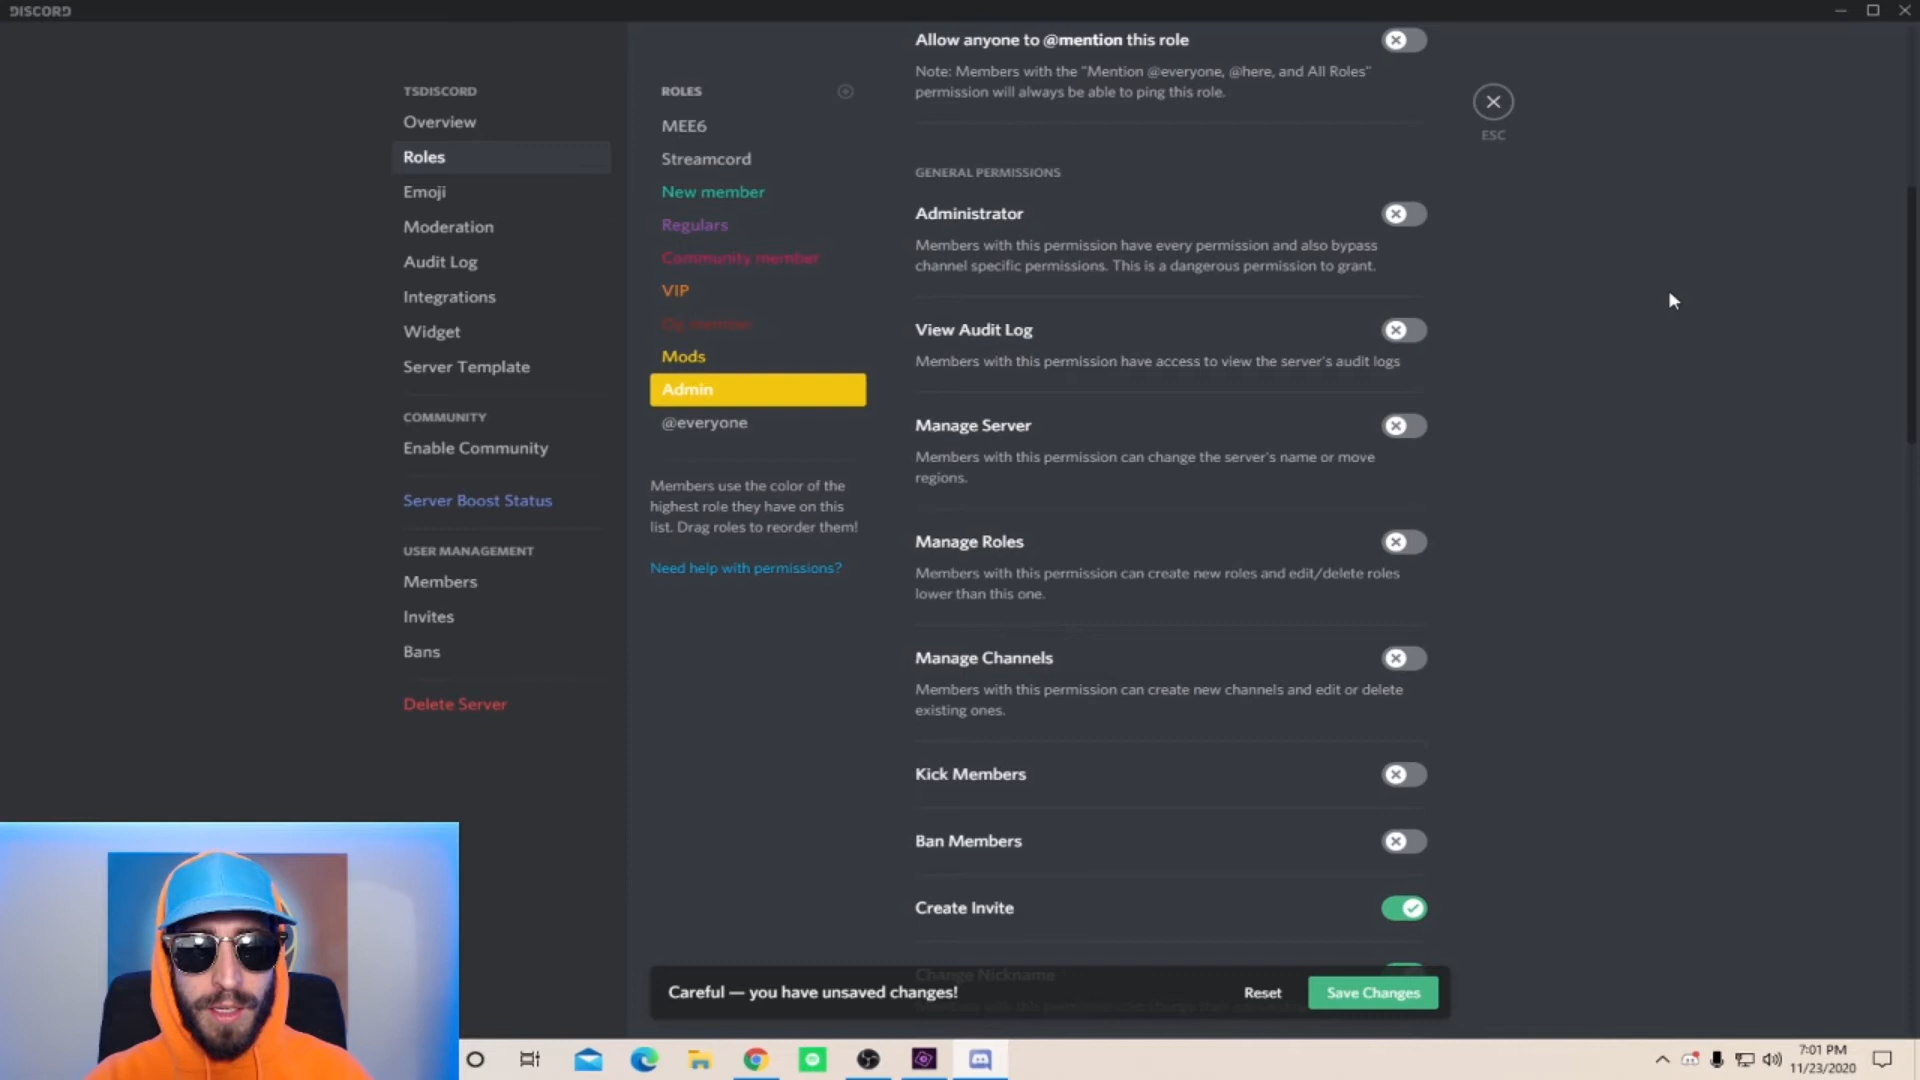 DISCORD
TSDISCORD
Overview
Roles
Emoji
Moderation
Audit Log
Integrations
Widget
Server Template
COMMUNITY
Enable Community
Server Boost Status
USER MANAGEMENT
Members
Invites
Bans
Delete Server
ROLES
MEE6
Streamcord
New member
Regulars
Community member
VIP
Og member
Mods
Admin
@everyone
Members use the color of the
highest role they have on this
list. Drag roles to reorder them!
Need help with permissions?
Allow anyone to @mention this role
Note: Members with the "Mention @everyone, @here, and All Roles"
permission will always be able to ping this role.
ESC
GENERAL PERMISSIONS
Administrator
Members with this permission have every permission and also bypass
channel specific permissions. This is a dangerous permission to grant.
View Audit Log
Members with this permission have access to view the server's audit logs
Manage Server
Members with this permission can change the server's name or move
regions.
Manage Roles
Members with this permission can create new roles and edit/delete roles
lower than this one.
Manage Channels
Members with this permission can create new channels and edit or delete
existing ones.
Kick Members
Ban Members
Create Invite
Change Nickname
Careful — you have unsaved changes!
Reset
Save Changes
7:01 PM
11/23/2020